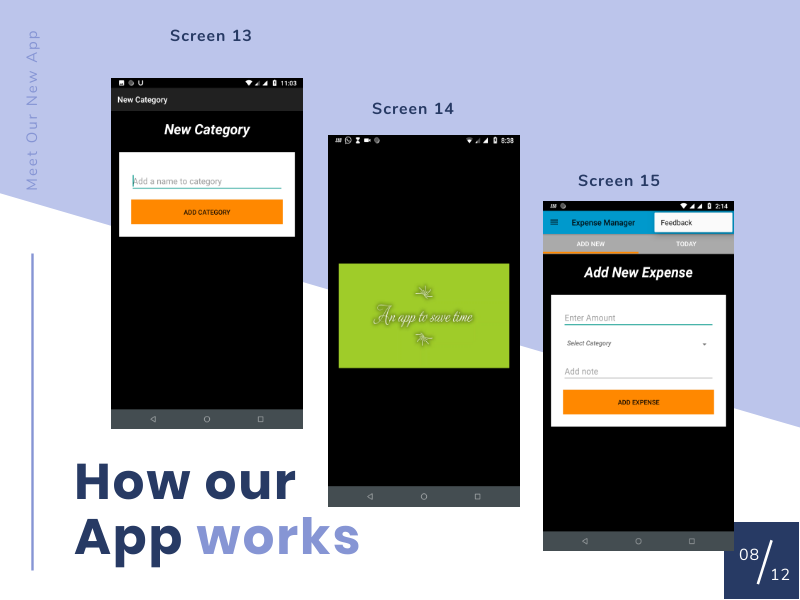 Meet Our New App
Screen 13
11:03
New Category
New Category
Add a name to category
ADD CATEGORY
Screen 14
8:38
An app to save time
Screen 15
2:14
Expense Manager
Feedback
ADD NEW
TODAY
Add New Expense
Enter Amount
Select Category
Add note
ADD EXPENSE
How our
App works
08/12